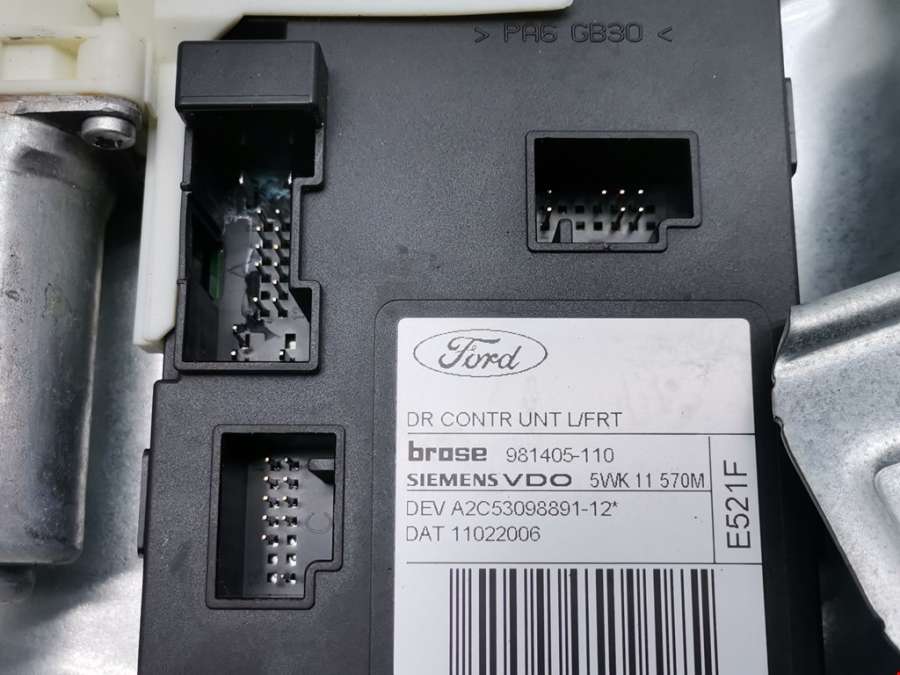 > PA6 GB30 <
Ford
DR CONTR UNT L/FRT
brose 981405-110
SIEMENS VDO 5WK 11 570M
DEV A2C53098891-12*
DAT 11022006
E521F